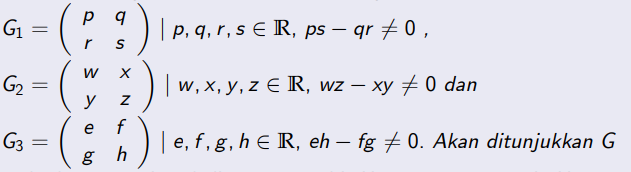 G₁ = ( p q ; r s ) | p, q, r, s ∈ ℝ, ps − qr ≠ 0 ,
G₂ = ( w x ; y z ) | w, x, y, z ∈ ℝ, wz − xy ≠ 0 dan
G₃ = ( e f ; g h ) | e, f, g, h ∈ ℝ, eh − fg ≠ 0. Akan ditunjukkan G